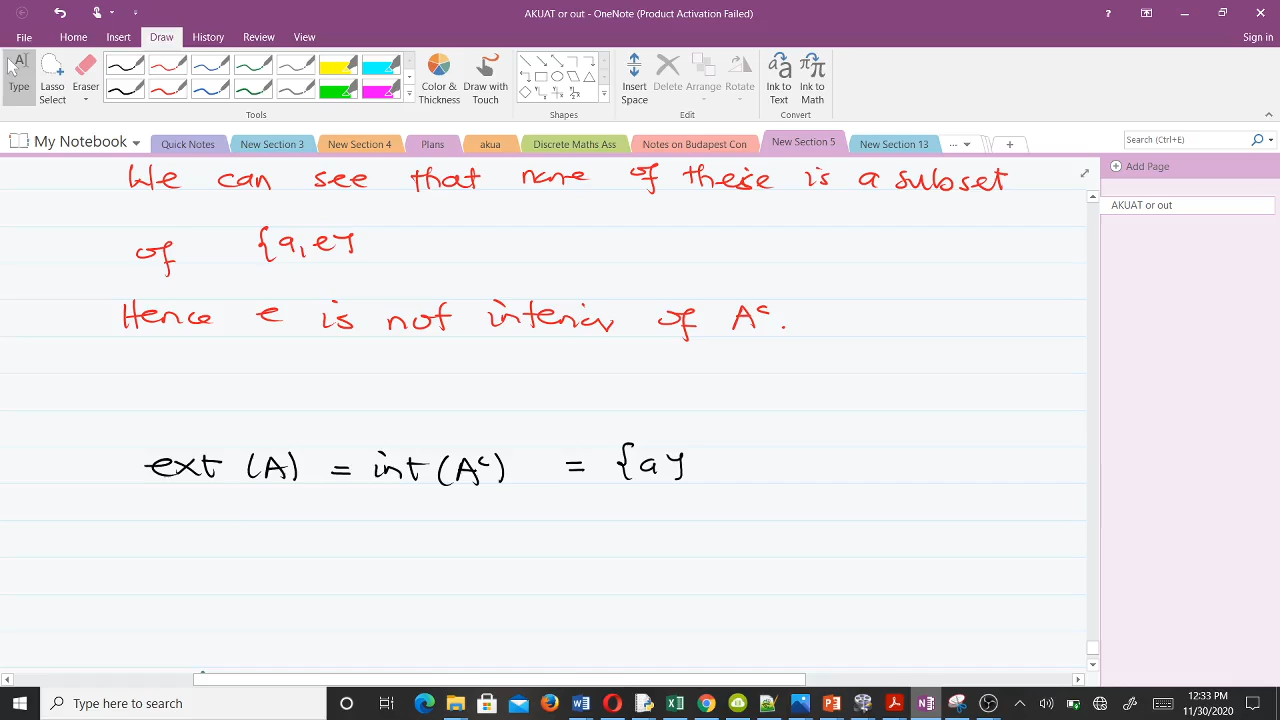 AKUAT or out - OneNote (Product Activation Failed)
Sign in
File Home Insert Draw History Review View
Type Lasso Select Eraser Color & Thickness Draw with Touch Insert Space Delete Arrange Rotate Ink to Text Ink to Math
Tools Shapes Edit Convert
My Notebook Quick Notes New Section 3 New Section 4 Plans akua Discrete Maths Ass Notes on Budapest Con New Section 5 New Section 13 ... Search (Ctrl+E)
Add Page
AKUAT or out
We can see that none of these is a subset
of {a, e}
Hence e is not interior of Aᶜ.
ext (A) = int (Aᶜ) = {a}
Type here to search
12:33 PM
11/30/2020